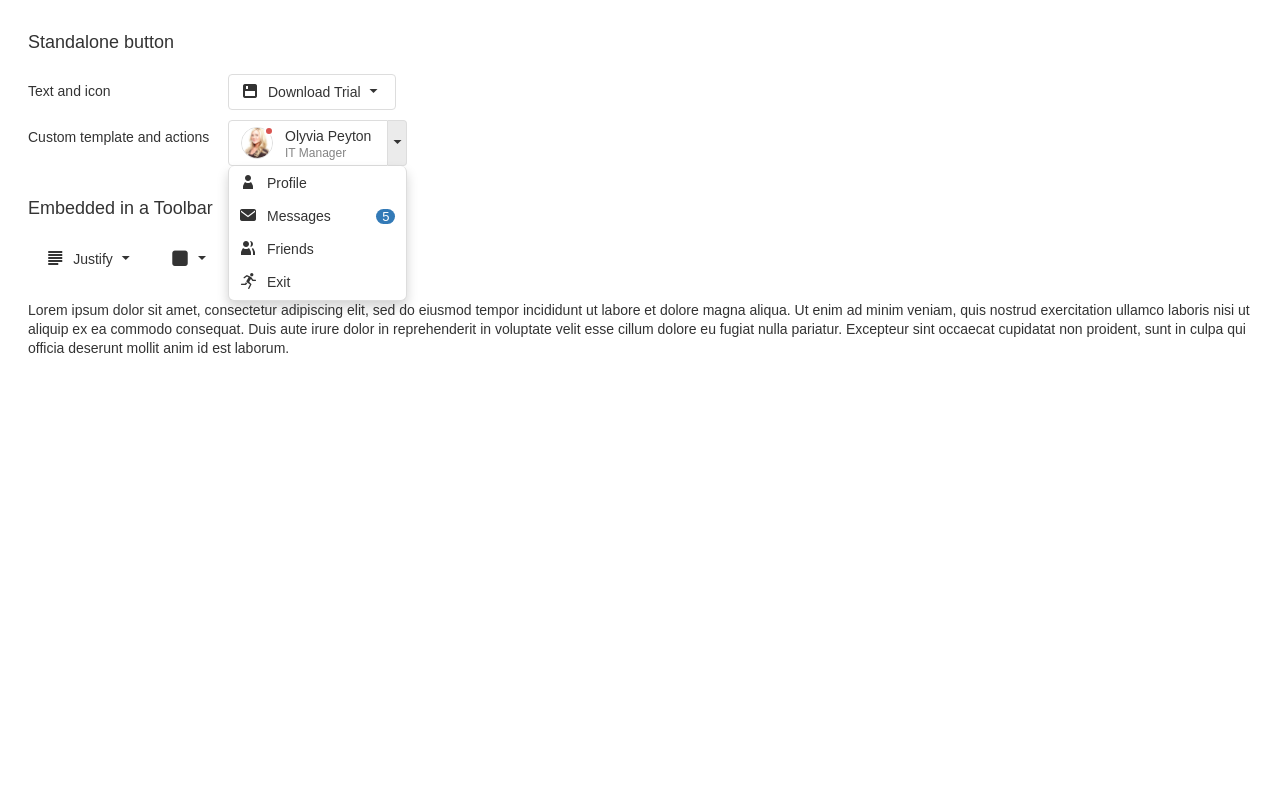 Standalone button
Text and icon
Download Trial
Custom template and actions
Olyvia Peyton
IT Manager
Profile
Messages 5
Friends
Exit
Embedded in a Toolbar
Justify
Lorem ipsum dolor sit amet, consectetur adipiscing elit, sed do eiusmod tempor incididunt ut labore et dolore magna aliqua. Ut enim ad minim veniam, quis nostrud exercitation ullamco laboris nisi ut
aliquip ex ea commodo consequat. Duis aute irure dolor in reprehenderit in voluptate velit esse cillum dolore eu fugiat nulla pariatur. Excepteur sint occaecat cupidatat non proident, sunt in culpa qui
officia deserunt mollit anim id est laborum.